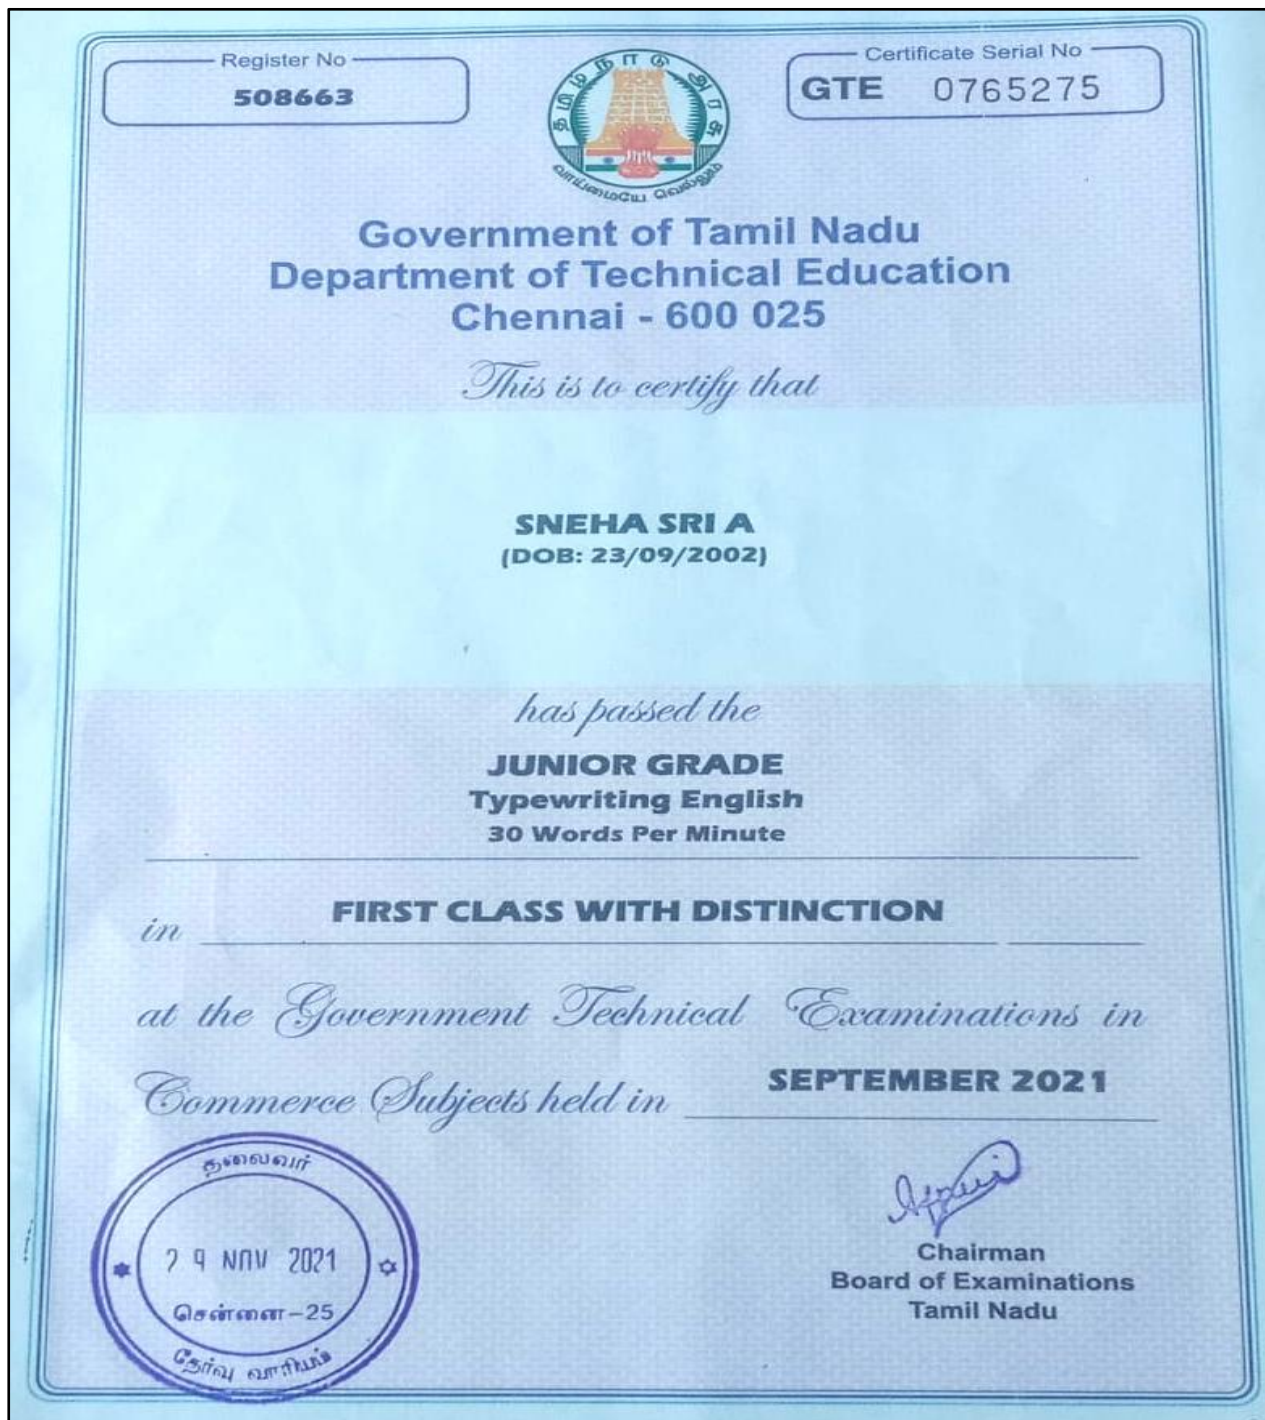 Register No
508663
தமிழ்நாடு அரசு
வாய்மையே வெல்லும்
Certificate Serial No
GTE 0765275
Government of Tamil Nadu
Department of Technical Education
Chennai - 600 025
This is to certify that
SNEHA SRI A
(DOB: 23/09/2002)
has passed the
JUNIOR GRADE
Typewriting English
30 Words Per Minute
in FIRST CLASS WITH DISTINCTION
at the Government Technical Examinations in
Commerce Subjects held in SEPTEMBER 2021
தலைவர்
29 NOV 2021
சென்னை-25
தேர்வு வாரியம்
Chairman
Board of Examinations
Tamil Nadu